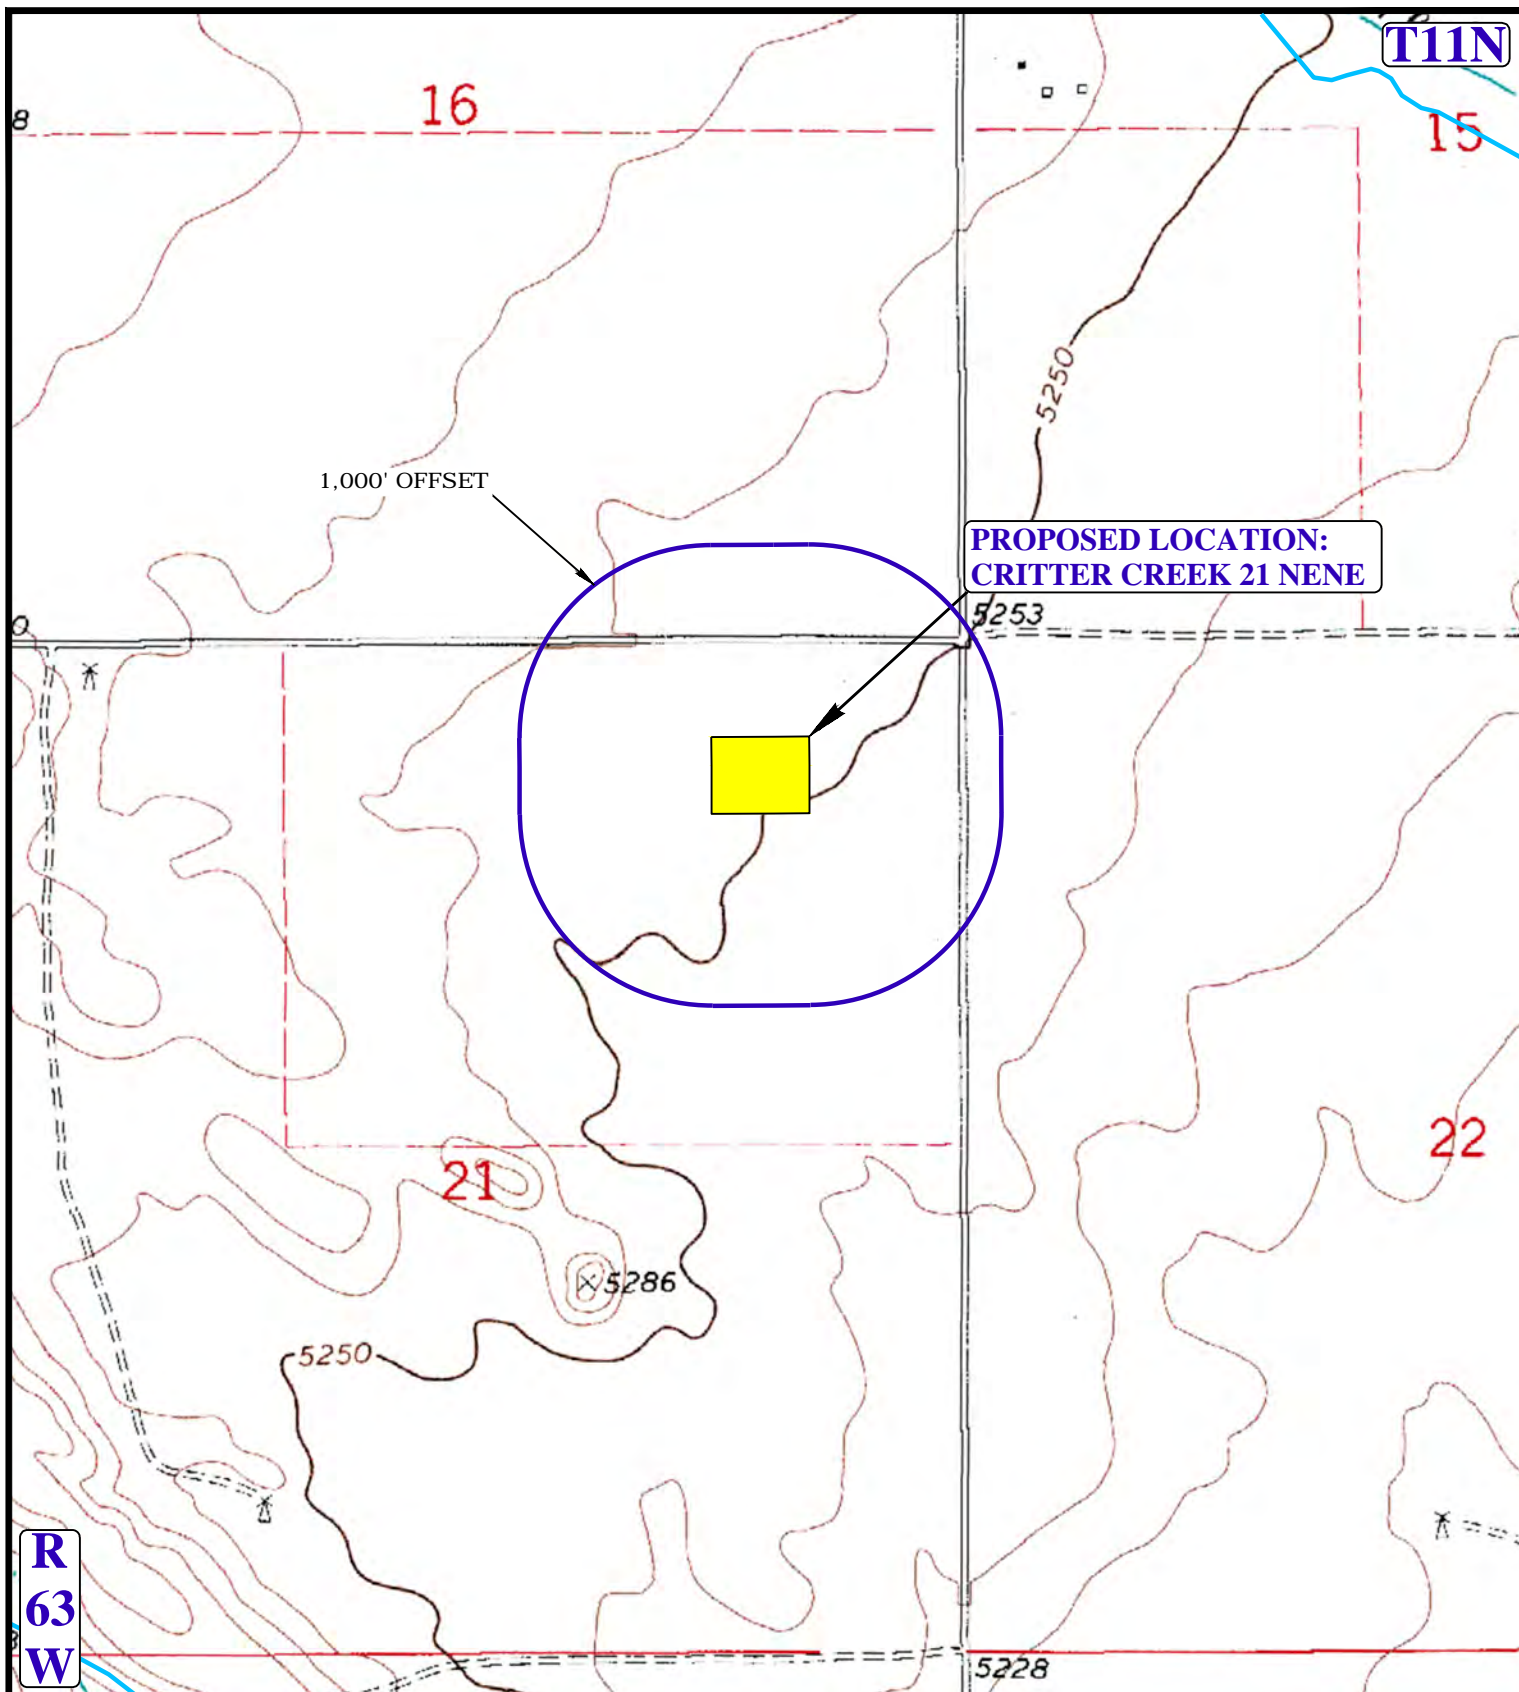 T11N
16
15
8
5250
1,000' OFFSET
PROPOSED LOCATION:
CRITTER CREEK 21 NENE
5253
22
21
5286
5250
R
63
W
5228